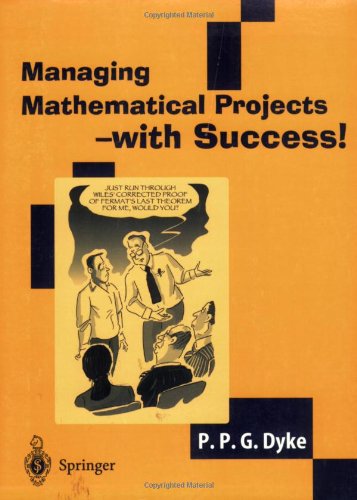 Managing
Mathematical Projects
–with Success!
JUST RUN THROUGH
WILES' CORRECTED PROOF
OF FERMAT'S LAST THEOREM
FOR ME, WOULD YOU?
P. P. G. Dyke
Springer